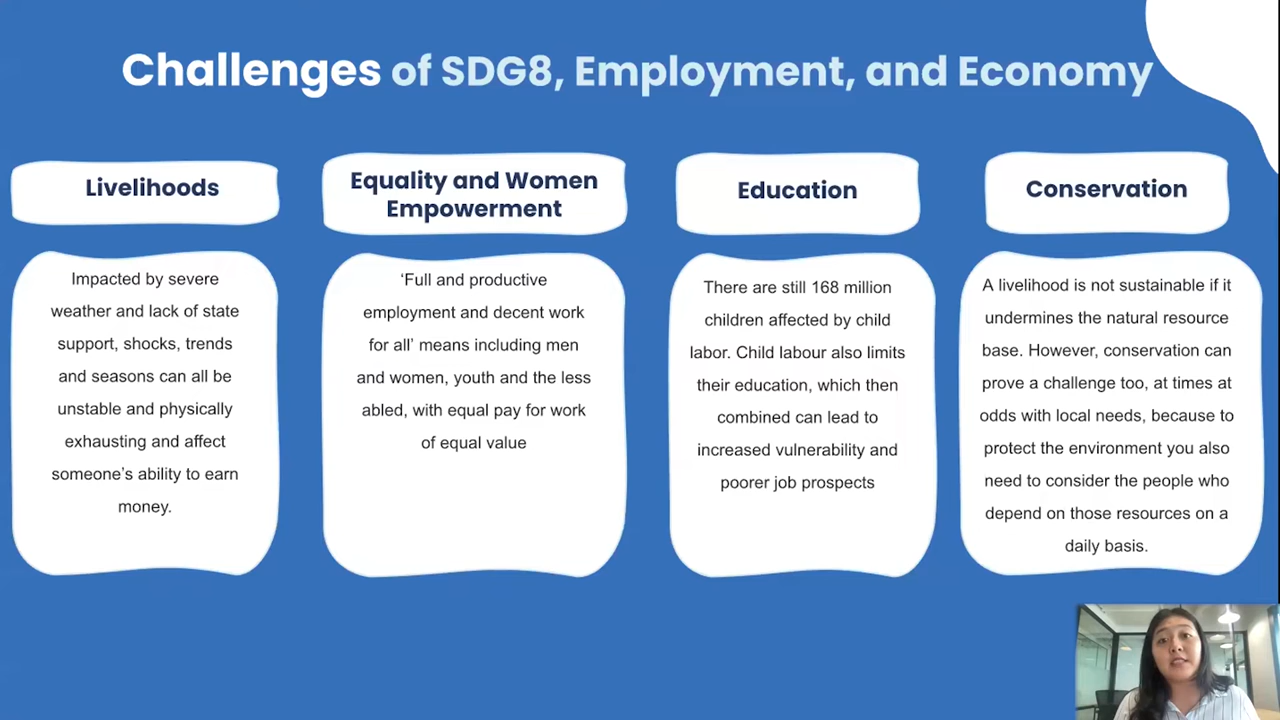 Challenges of SDG8, Employment, and Economy
Livelihoods
Impacted by severe
weather and lack of state
support, shocks, trends
and seasons can all be
unstable and physically
exhausting and affect
someone’s ability to earn
money.
Equality and Women
Empowerment
‘Full and productive
employment and decent work
for all’ means including men
and women, youth and the less
abled, with equal pay for work
of equal value
Education
There are still 168 million
children affected by child
labor. Child labour also limits
their education, which then
combined can lead to
increased vulnerability and
poorer job prospects
Conservation
A livelihood is not sustainable if it
undermines the natural resource
base. However, conservation can
prove a challenge too, at times at
odds with local needs, because to
protect the environment you also
need to consider the people who
depend on those resources on a
daily basis.